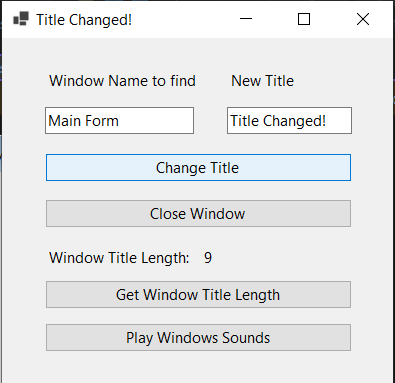 Title Changed!
Window Name to find New Title
Main Form Title Changed!
Change Title
Close Window
Window Title Length: 9
Get Window Title Length
Play Windows Sounds